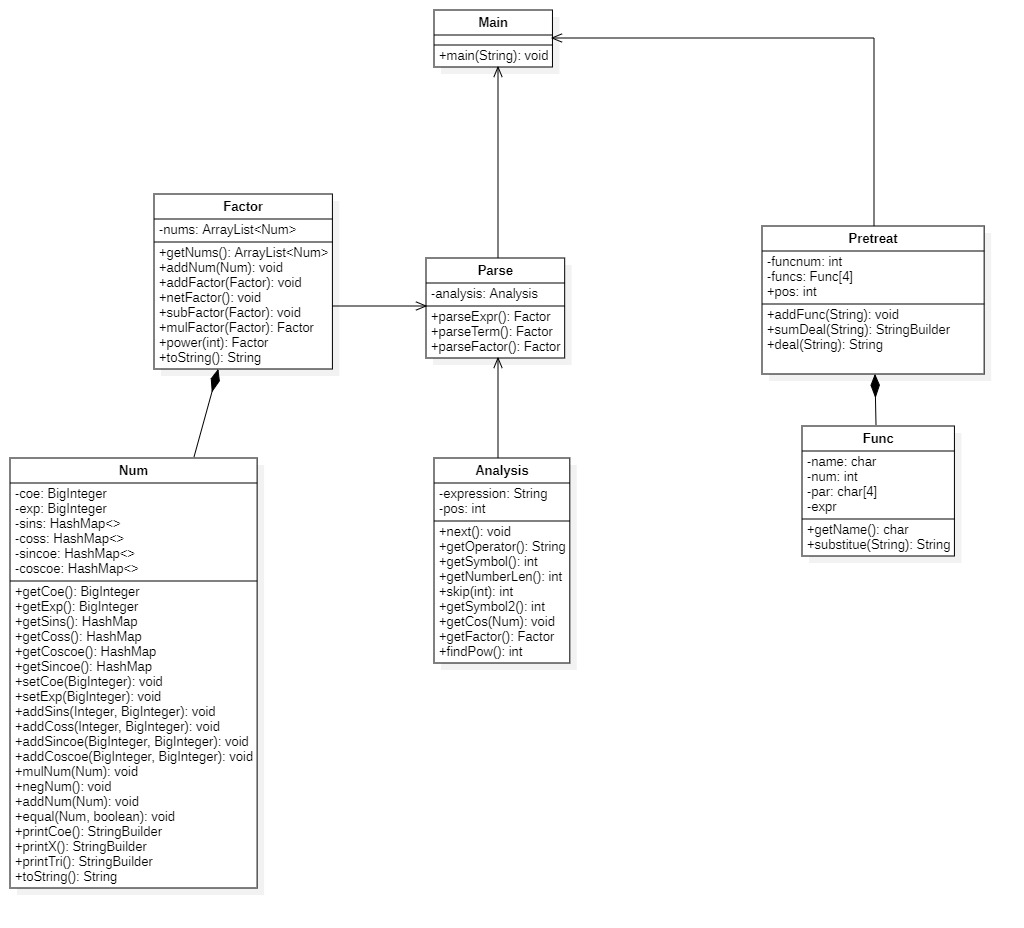 Main
+main(String): void
Factor
-nums: ArrayList<Num>
+getNums(): ArrayList<Num>
+addNum(Num): void
+addFactor(Factor): void
+netFactor(): void
+subFactor(Factor): void
+mulFactor(Factor): Factor
+power(int): Factor
+toString(): String
Parse
-analysis: Analysis
+parseExpr(): Factor
+parseTerm(): Factor
+parseFactor(): Factor
Pretreat
-funcnum: int
-funcs: Func[4]
+pos: int
+addFunc(String): void
+sumDeal(String): StringBuilder
+deal(String): String
Num
-coe: BigInteger
-exp: BigInteger
-sins: HashMap<>
-coss: HashMap<>
-sincoe: HashMap<>
-coscoe: HashMap<>
+getCoe(): BigInteger
+getExp(): BigInteger
+getSins(): HashMap
+getCoss(): HashMap
+getCoscoe(): HashMap
+getSincoe(): HashMap
+setCoe(BigInteger): void
+setExp(BigInteger): void
+addSins(Integer, BigInteger): void
+addCoss(Integer, BigInteger): void
+addSincoe(BigInteger, BigInteger): void
+addCoscoe(BigInteger, BigInteger): void
+mulNum(Num): void
+negNum(): void
+addNum(Num): void
+equal(Num, boolean): void
+printCoe(): StringBuilder
+printX(): StringBuilder
+printTri(): StringBuilder
+toString(): String
Analysis
-expression: String
-pos: int
+next(): void
+getOperator(): String
+getSymbol(): int
+getNumberLen(): int
+skip(int): int
+getSymbol2(): int
+getCos(Num): void
+getFactor(): Factor
+findPow(): int
Func
-name: char
-num: int
-par: char[4]
-expr
+getName(): char
+substitue(String): String